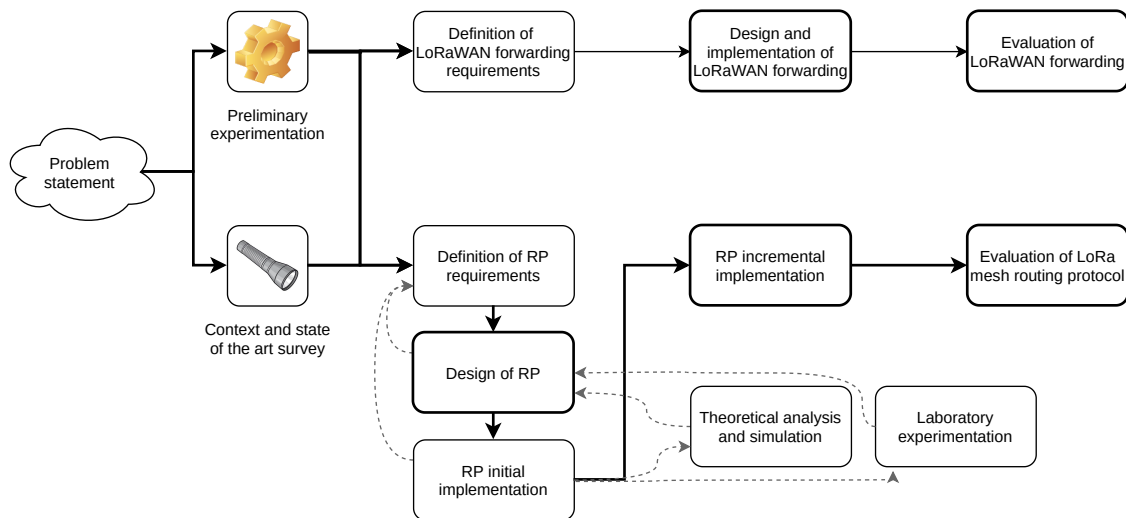 Definition of
LoRaWAN forwarding
requirements
Design and
implementation of
LoRaWAN forwarding
Evaluation of
LoRaWAN forwarding
Preliminary
experimentation
Problem
statement
Definition of RP
requirements
RP incremental
implementation
Evaluation of LoRa
mesh routing protocol
Context and state
of the art survey
Design of RP
Theoretical analysis
and simulation
Laboratory
experimentation
RP initial
implementation